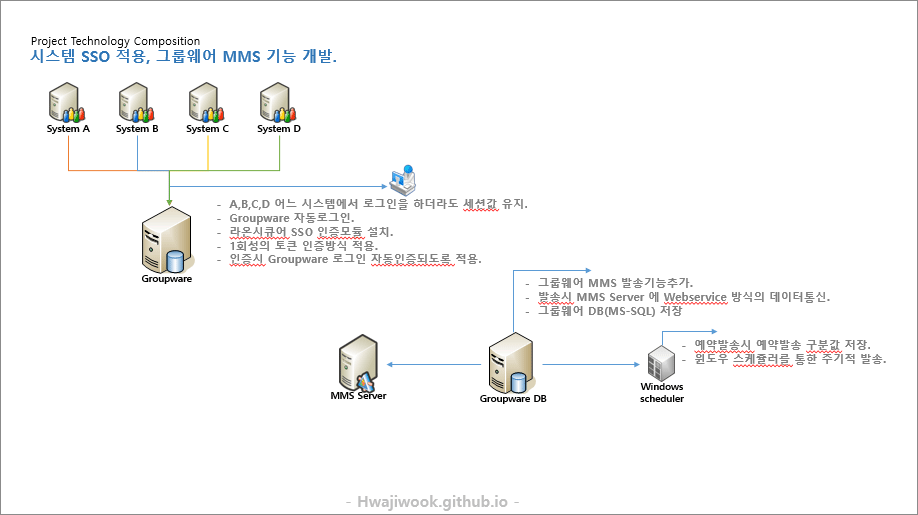 Project Technology Composition
시스템 SSO 적용, 그룹웨어 MMS 기능 개발.
System A
System B
System C
System D
- A,B,C,D 어느 시스템에서 로그인을 하더라도 세션값 유지.
- Groupware 자동로그인.
- 라온시큐어 SSO 인증모듈 설치.
- 1회성의 토큰 인증방식 적용.
- 인증시 Groupware 로그인 자동인증되도록 적용.
Groupware
- 그룹웨어 MMS 발송기능추가.
- 발송시 MMS Server 에 Webservice 방식의 데이터통신.
- 그룹웨어 DB(MS-SQL) 저장
- 예약발송시 예약발송 구분값 저장.
- 윈도우 스케쥴러를 통한 주기적 발송.
MMS Server
Groupware DB
Windows
scheduler
- Hwajiwook.github.io -